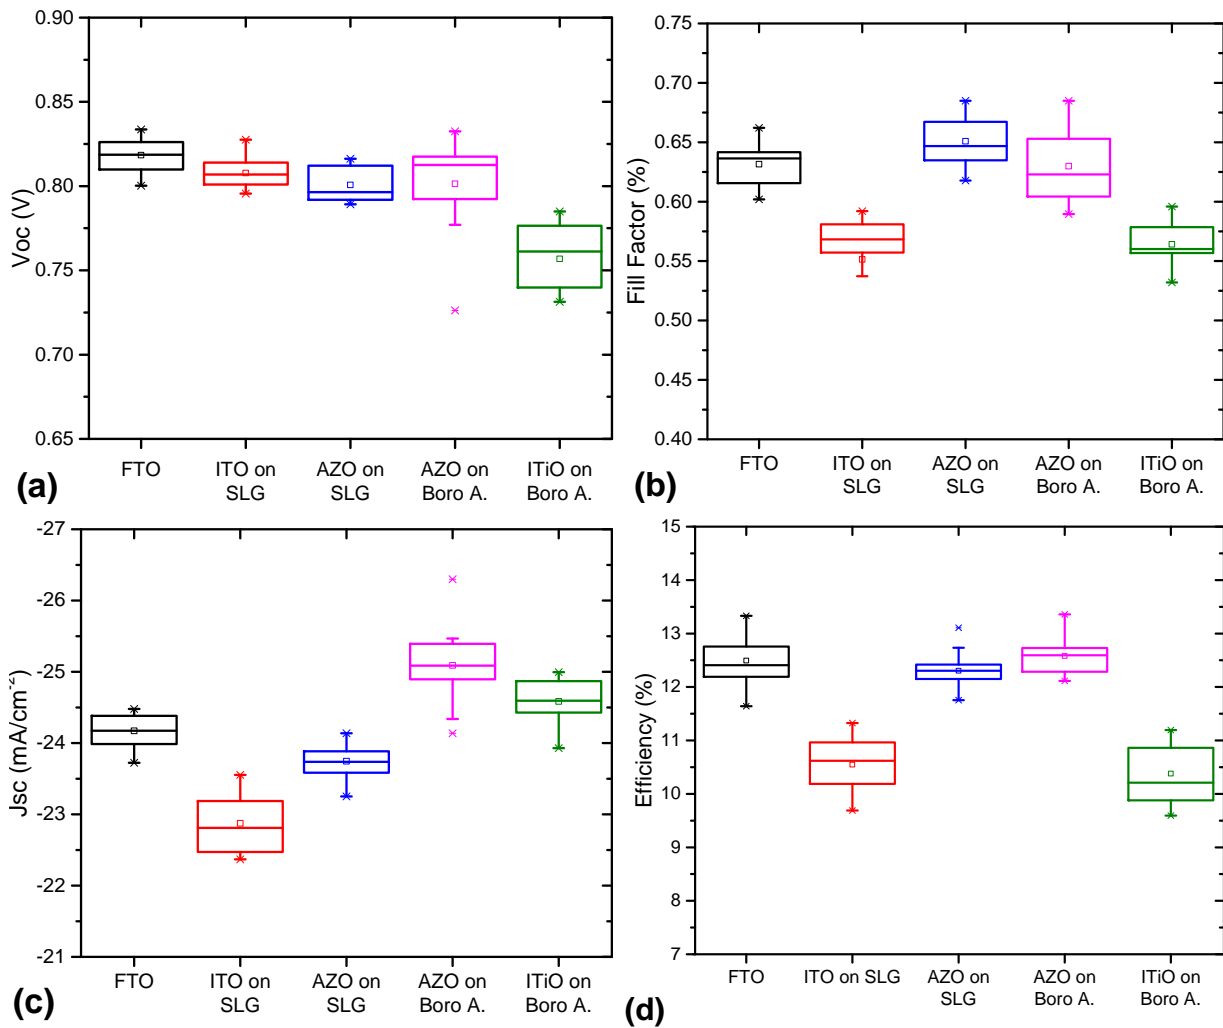 0.90
0.85
0.80
0.75
0.70
0.65
Voc (V)
FTO
ITO on
SLG
AZO on
SLG
AZO on
Boro A.
ITiO on
Boro A.
(a)
0.75
0.70
0.65
0.60
0.55
0.50
0.45
0.40
Fill Factor (%)
FTO
ITO on
SLG
AZO on
SLG
AZO on
Boro A.
ITiO on
Boro A.
(b)
-27
-26
-25
-24
-23
-22
-21
Jsc (mA/cm⁻²)
FTO
ITO on
SLG
AZO on
SLG
AZO on
Boro A.
ITiO on
Boro A.
(c)
15
14
13
12
11
10
9
8
7
Efficiency (%)
FTO
ITO on SLG
AZO on
SLG
AZO on
Boro A.
ITiO on
Boro A.
(d)